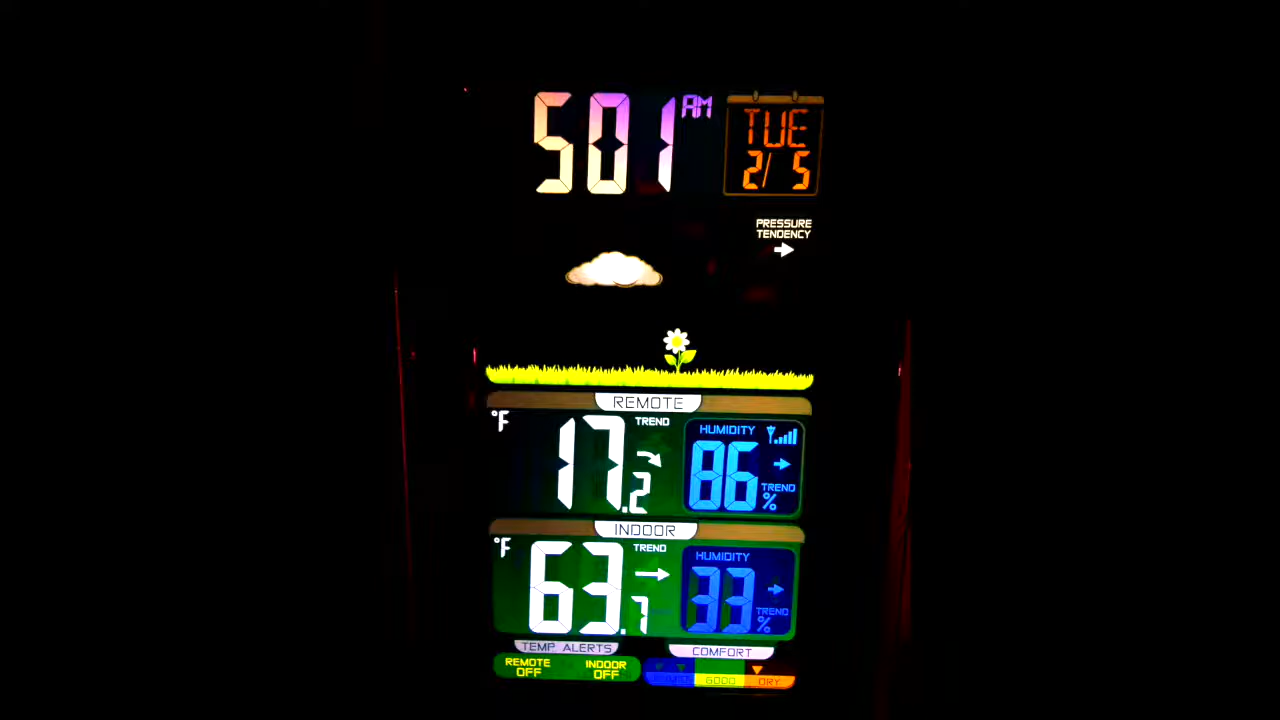 501 AM
TUE
2/ 5
PRESSURE
TENDENCY
REMOTE
°F 17.2 TREND
HUMIDITY
86 TREND %
INDOOR
°F 63.7 TREND
HUMIDITY
33 TREND %
TEMP. ALERTS
REMOTE
OFF
INDOOR
OFF
COMFORT
GOOD DRY